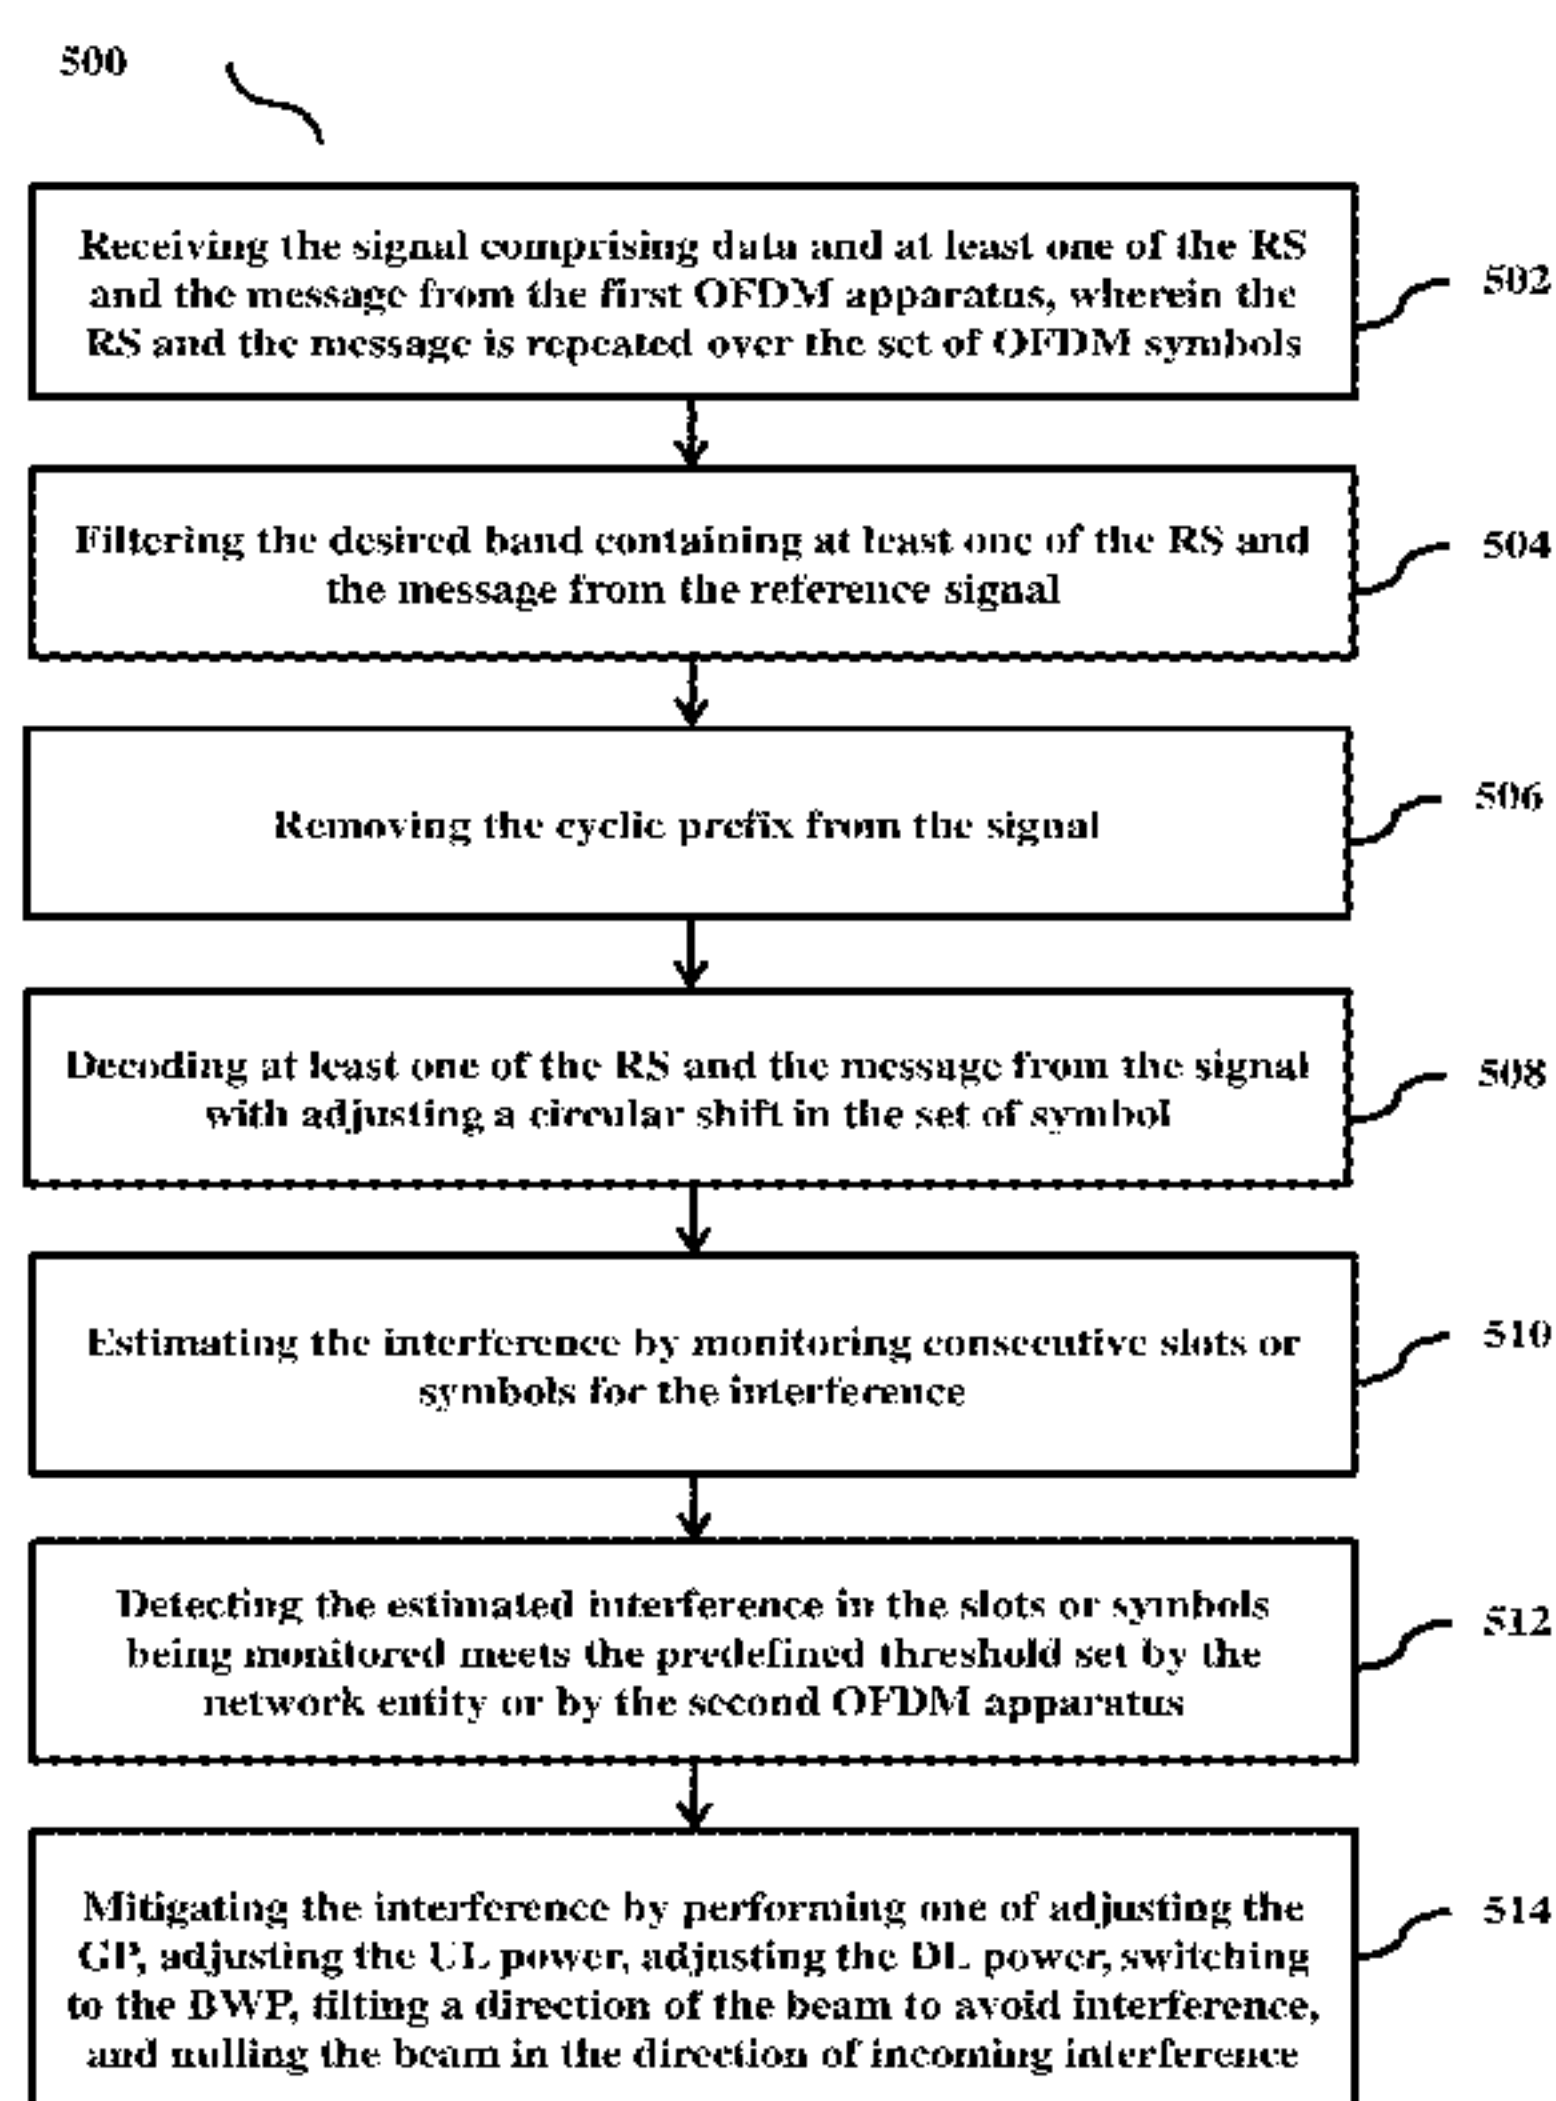 500
Receiving the signal comprising data and at least one of the RS
and the message from the first OFDM apparatus, wherein the
RS and the message is repeated over the set of OFDM symbols
502
Filtering the desired band containing at least one of the RS and
the message from the reference signal
504
Removing the cyclic prefix from the signal
506
Decoding at least one of the RS and the message from the signal
with adjusting a circular shift in the set of symbol
508
Estimating the interference by monitoring consecutive slots or
symbols for the interference
510
Detecting the estimated interference in the slots or symbols
being monitored meets the predefined threshold set by the
network entity or by the second OFDM apparatus
512
Mitigating the interference by performing one of adjusting the
GP, adjusting the UL power, adjusting the DL power, switching
to the BWP, tilting a direction of the beam to avoid interference,
and nulling the beam in the direction of incoming interference
514